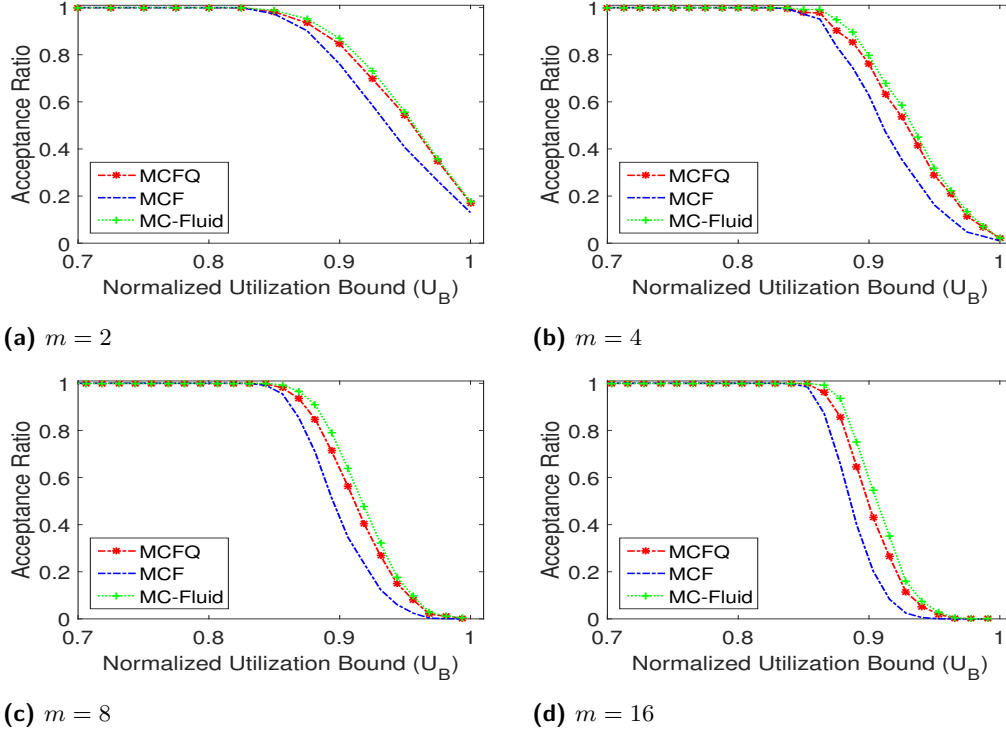 Acceptance Ratio
1
0.8
0.6
0.4
0.2
0
MCFQ
MCF
MC-Fluid
0.7
0.8
0.9
1
Normalized Utilization Bound (U_B)
(a) m = 2
Acceptance Ratio
1
0.8
0.6
0.4
0.2
0
MCFQ
MCF
MC-Fluid
0.7
0.8
0.9
1
Normalized Utilization Bound (U_B)
(b) m = 4
Acceptance Ratio
1
0.8
0.6
0.4
0.2
0
MCFQ
MCF
MC-Fluid
0.7
0.8
0.9
1
Normalized Utilization Bound (U_B)
(c) m = 8
Acceptance Ratio
1
0.8
0.6
0.4
0.2
0
MCFQ
MCF
MC-Fluid
0.7
0.8
0.9
1
Normalized Utilization Bound (U_B)
(d) m = 16